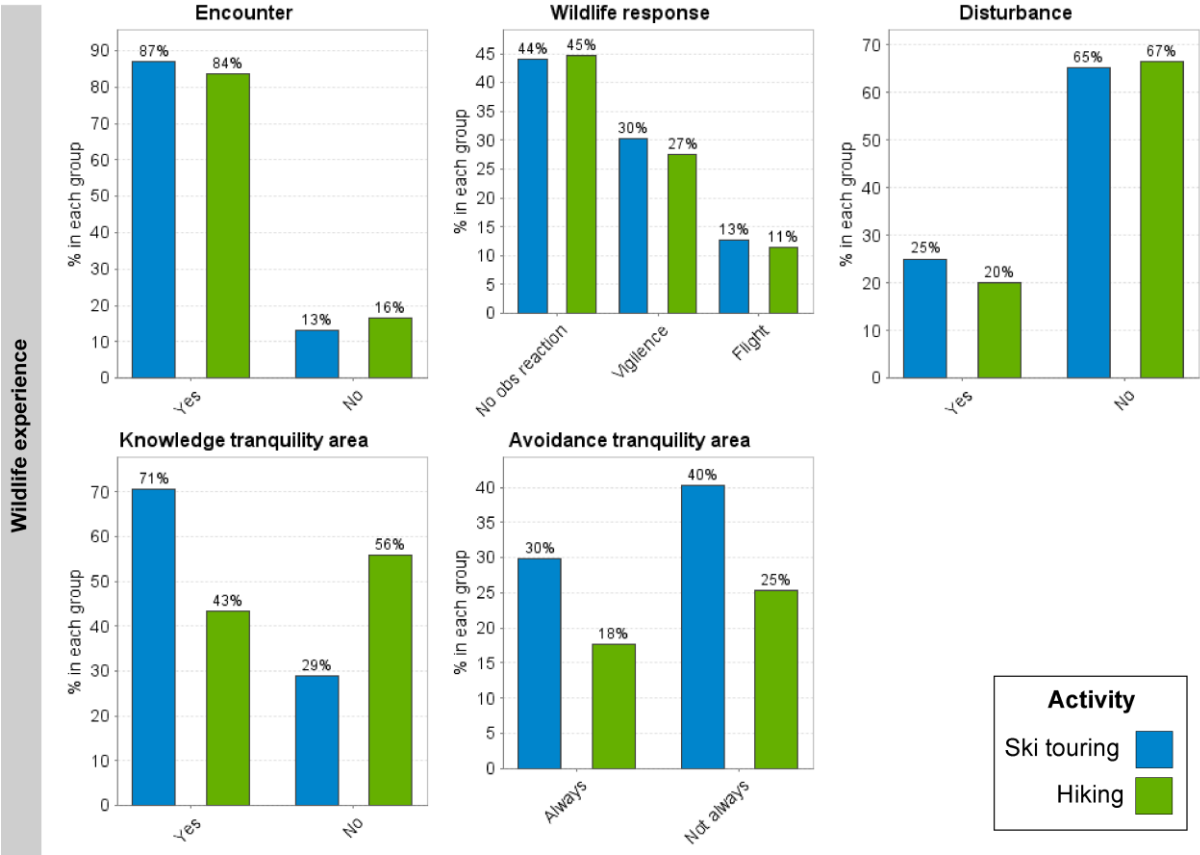 Wildlife experience
Encounter
% in each group
90
80
70
60
50
40
30
20
10
0
87%
84%
13%
16%
Yes
No
Wildlife response
% in each group
45
40
35
30
25
20
15
10
5
0
44%
45%
30%
27%
13%
11%
No obs reaction
Vigilence
Flight
Disturbance
% in each group
70
60
50
40
30
20
10
0
25%
20%
65%
67%
Yes
No
Knowledge tranquility area
% in each group
70
60
50
40
30
20
10
0
71%
43%
29%
56%
Yes
No
Avoidance tranquility area
% in each group
40
35
30
25
20
15
10
5
0
30%
18%
40%
25%
Always
Not always
Activity
Ski touring
Hiking